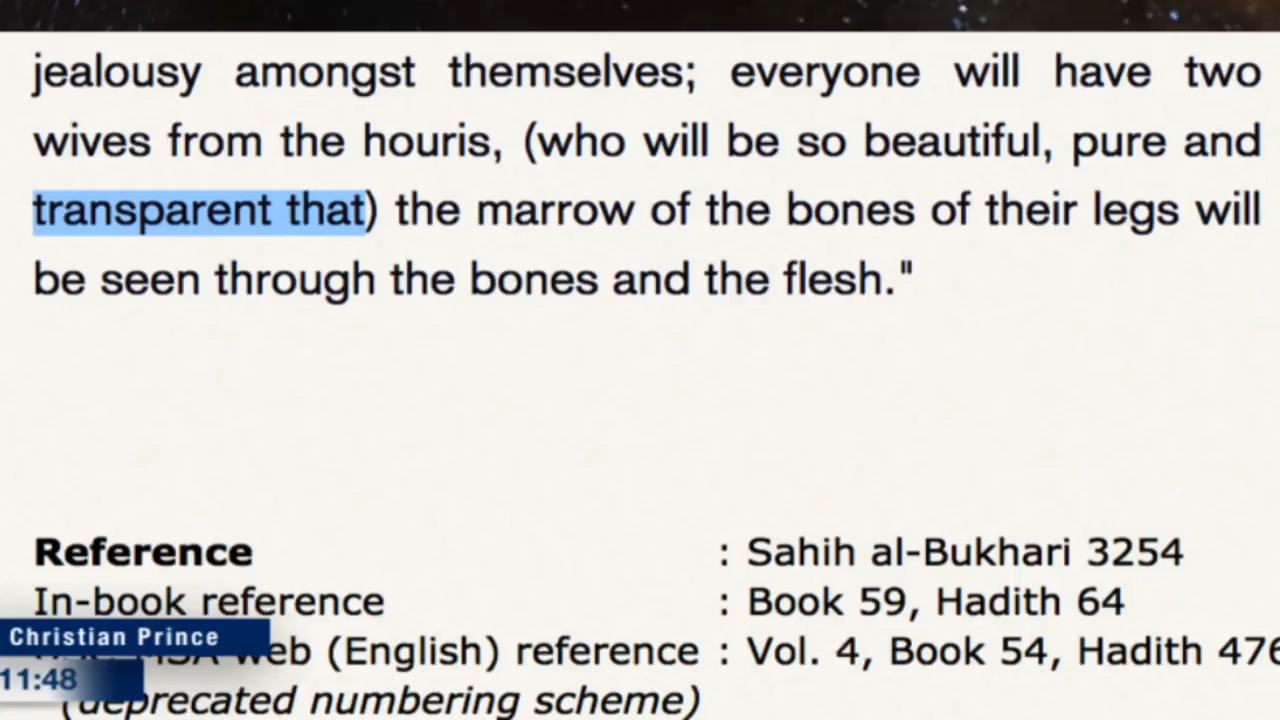 jealousy amongst themselves; everyone will have two
wives from the houris, (who will be so beautiful, pure and
transparent that) the marrow of the bones of their legs will
be seen through the bones and the flesh."
Reference : Sahih al-Bukhari 3254
In-book reference : Book 59, Hadith 64
Christian Prince
web (English) reference : Vol. 4, Book 54, Hadith 476
11:48
(deprecated numbering scheme)